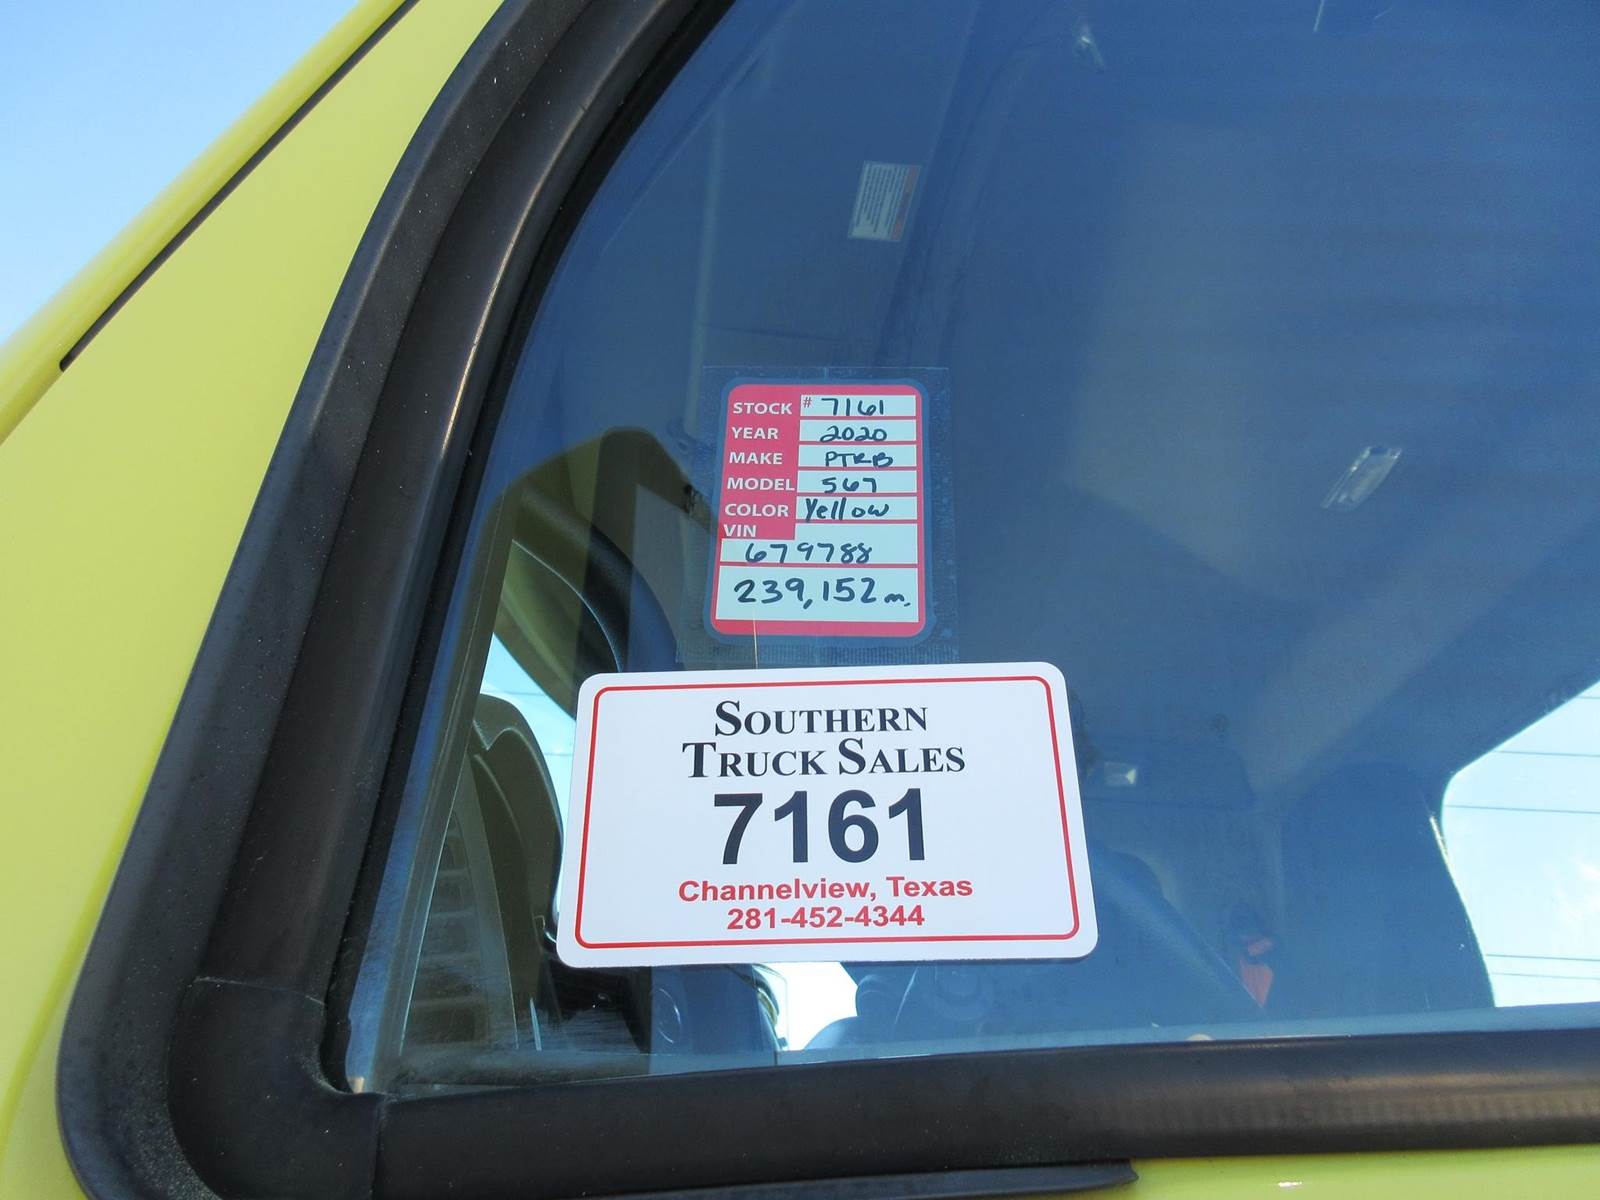 STOCK # 7161
YEAR 2020
MAKE PTRB
MODEL 567
COLOR Yellow
VIN
679788
239,152 m.
SOUTHERN
TRUCK SALES
7161
Channelview, Texas
281-452-4344